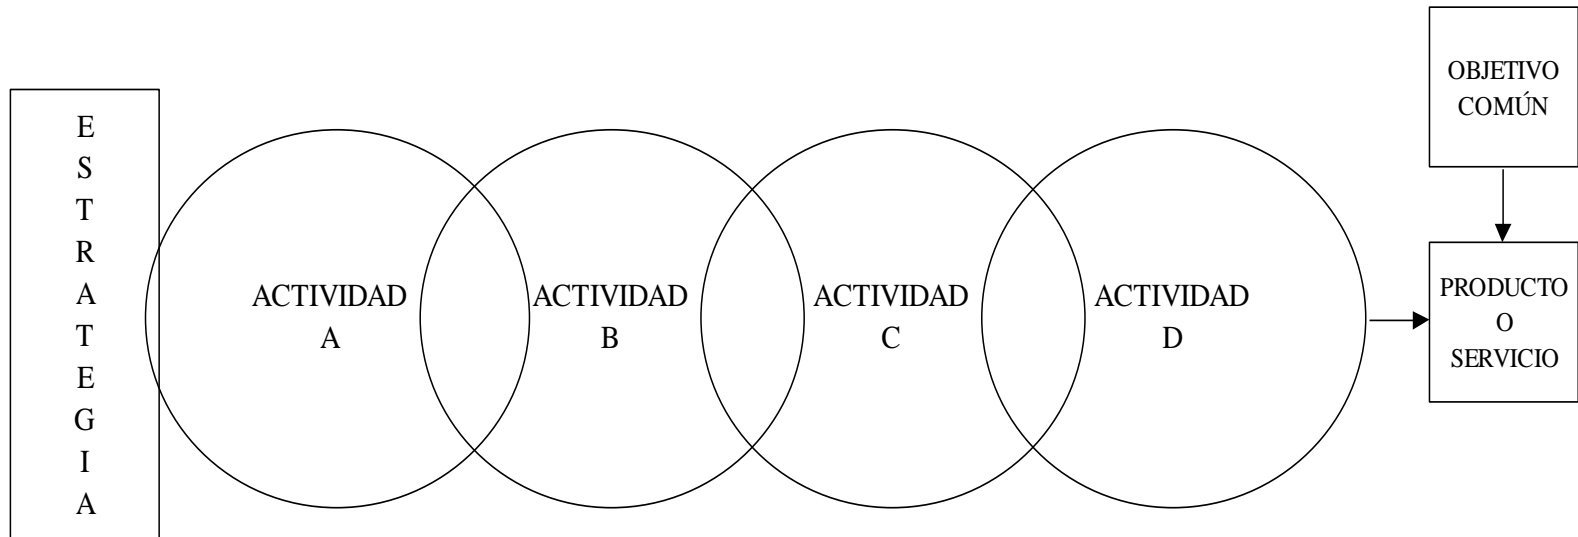 E
S
T
R
A
T
E
G
I
A
ACTIVIDAD
A
ACTIVIDAD
B
ACTIVIDAD
C
ACTIVIDAD
D
OBJETIVO
COMÚN
PRODUCTO
O
SERVICIO